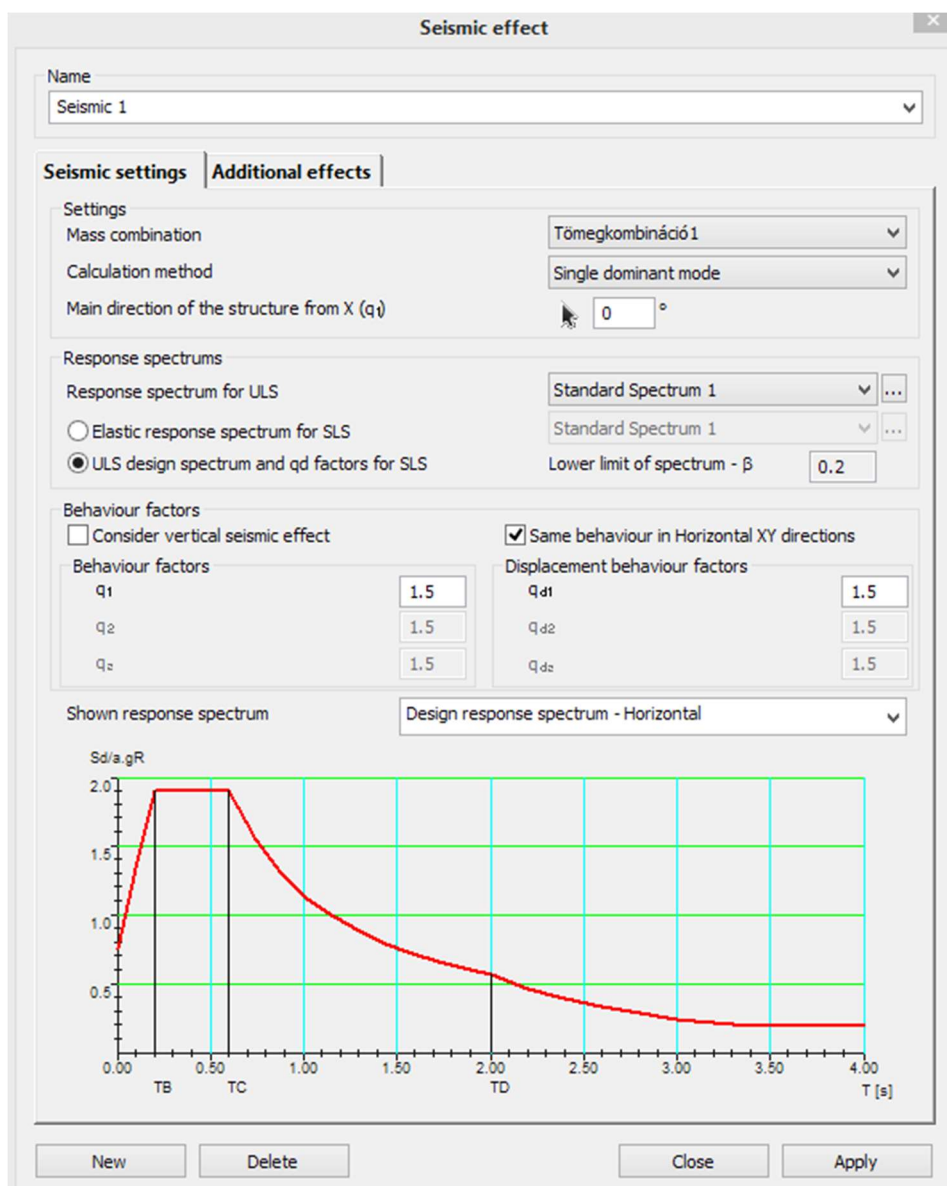 Seismic effect
Name
Seismic 1
Seismic settings Additional effects
Settings
Mass combination Tömegkombináció1
Calculation method Single dominant mode
Main direction of the structure from X (q1) 0 °
Response spectrums
Response spectrum for ULS Standard Spectrum 1 ...
Elastic response spectrum for SLS Standard Spectrum 1 ...
ULS design spectrum and qd factors for SLS Lower limit of spectrum - β 0.2
Behaviour factors
Consider vertical seismic effect Same behaviour in Horizontal XY directions
Behaviour factors Displacement behaviour factors
q1 1.5 qd1 1.5
q2 1.5 qd2 1.5
qz 1.5 qdz 1.5
Shown response spectrum Design response spectrum - Horizontal
Sd/a.gR
2.0
1.5
1.0
0.5
0.00 0.50 1.00 1.50 2.00 2.50 3.00 3.50 4.00
TB TC TD T [s]
New Delete Close Apply